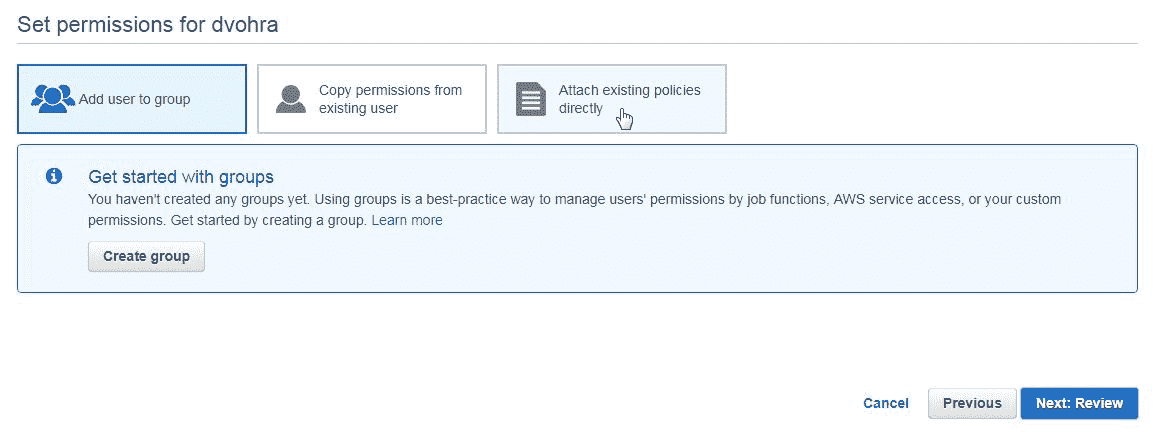 Set permissions for dvohra
Add user to group
Copy permissions from
existing user
Attach existing policies
directly
Get started with groups
You haven't created any groups yet. Using groups is a best-practice way to manage users' permissions by job functions, AWS service access, or your custom
permissions. Get started by creating a group. Learn more
Create group
Cancel
Previous
Next: Review